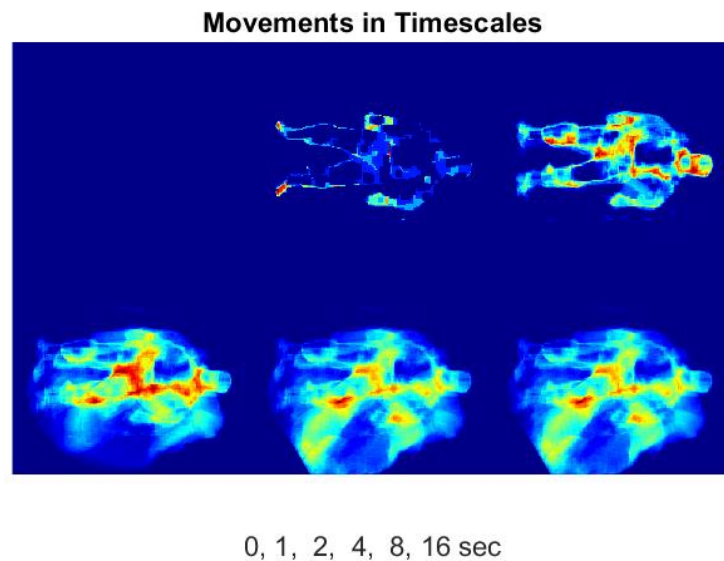 Movements in Timescales
0, 1, 2, 4, 8, 16 sec